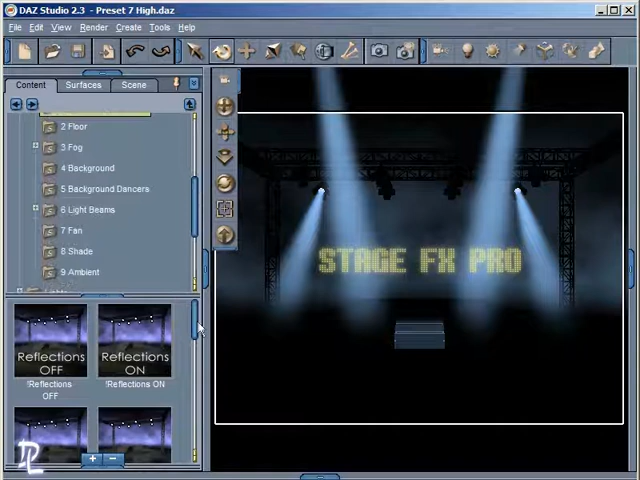 DAZ Studio 2.3 - Preset 7 High.daz
File Edit View Render Create Tools Help
Content Surfaces Scene
2 Floor
3 Fog
4 Background
5 Background Dancers
6 Light Beams
7 Fan
8 Shade
9 Ambient
STAGE FX PRO
Reflections OFF
Reflections ON
!Reflections OFF
!Reflections ON
DL